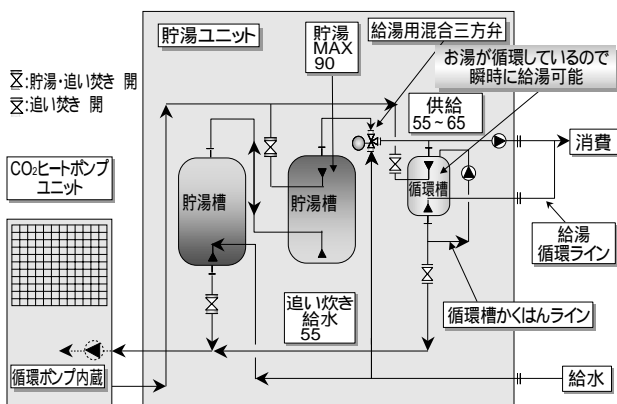 貯湯ユニット
貯湯
MAX
90
給湯用混合三方弁
お湯が循環しているので
瞬時に給湯可能
:貯湯・追い焚き 開
:追い焚き 開
供給
55~65
消費
CO₂ヒートポンプ
ユニット
貯湯槽
貯湯槽
循環槽
給湯
循環ライン
追い炊き
給水
55
循環槽かくはんライン
循環ポンプ内蔵
給水